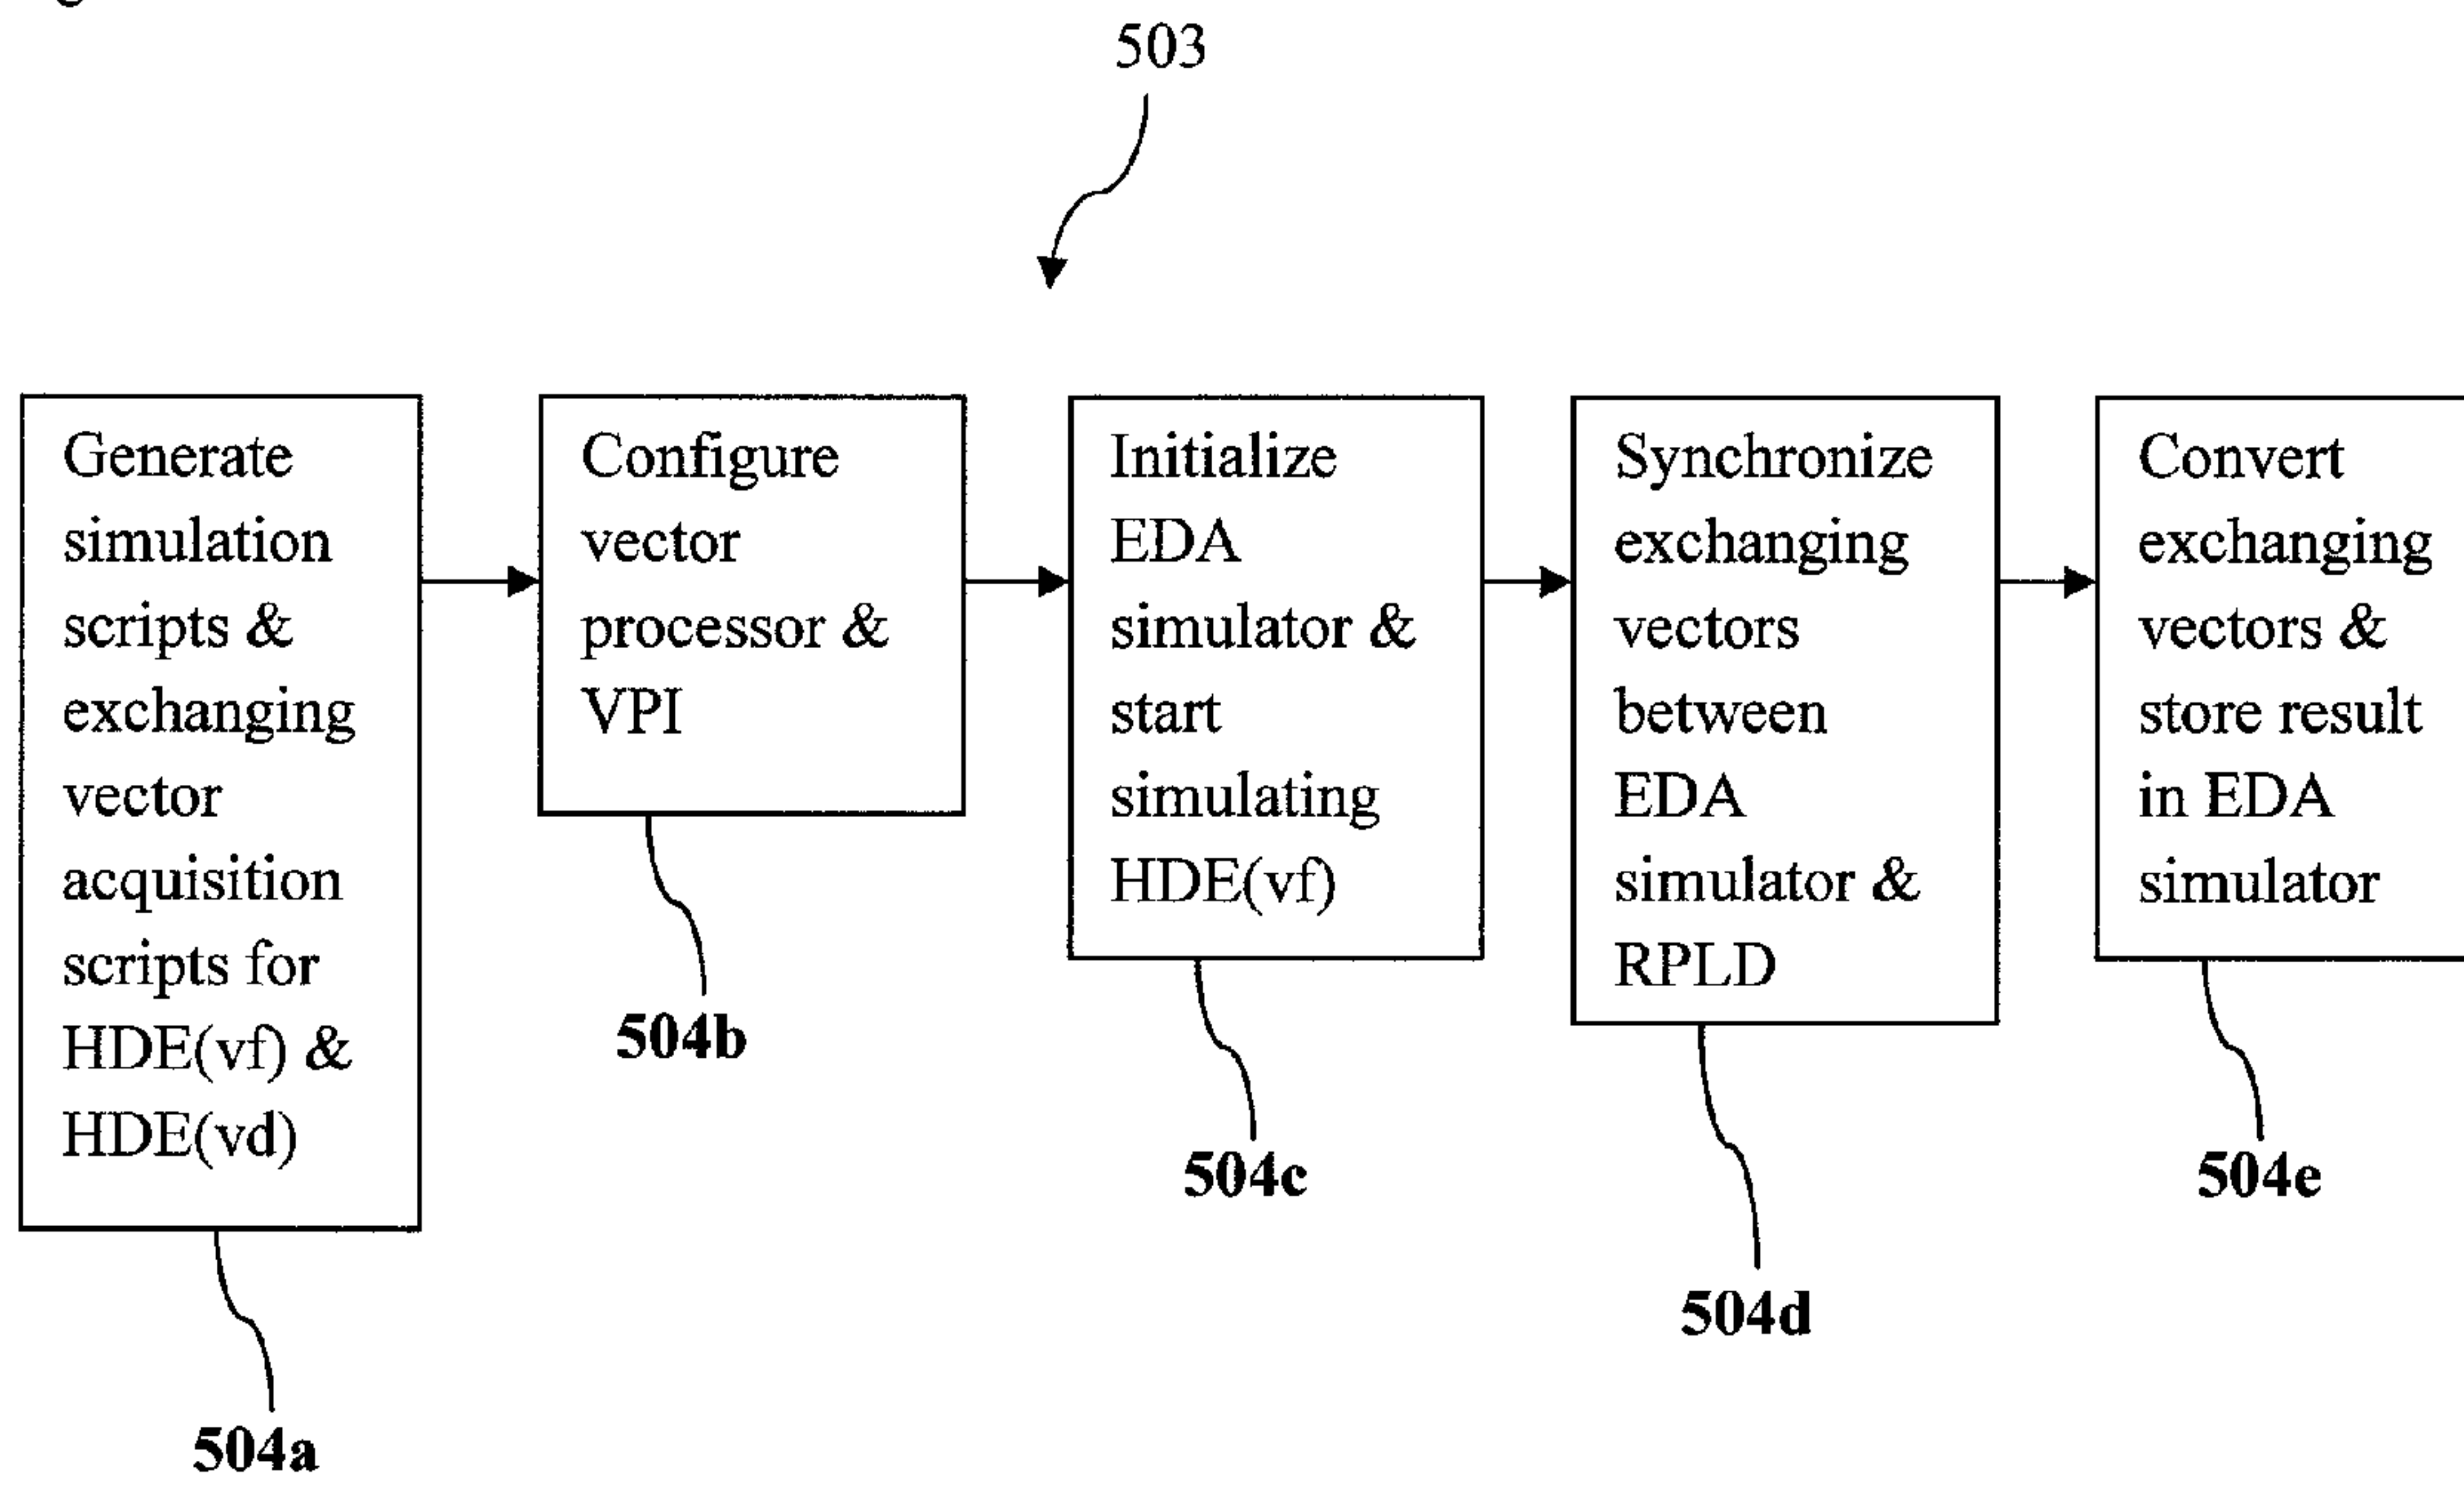 503
Generate
simulation
scripts &
exchanging
vector
acquisition
scripts for
HDE(vf) &
HDE(vd)
504a
Configure
vector
processor &
VPI
504b
Initialize
EDA
simulator &
start
simulating
HDE(vf)
504c
Synchronize
exchanging
vectors
between
EDA
simulator &
RPLD
504d
Convert
exchanging
vectors &
store result
in EDA
simulator
504e